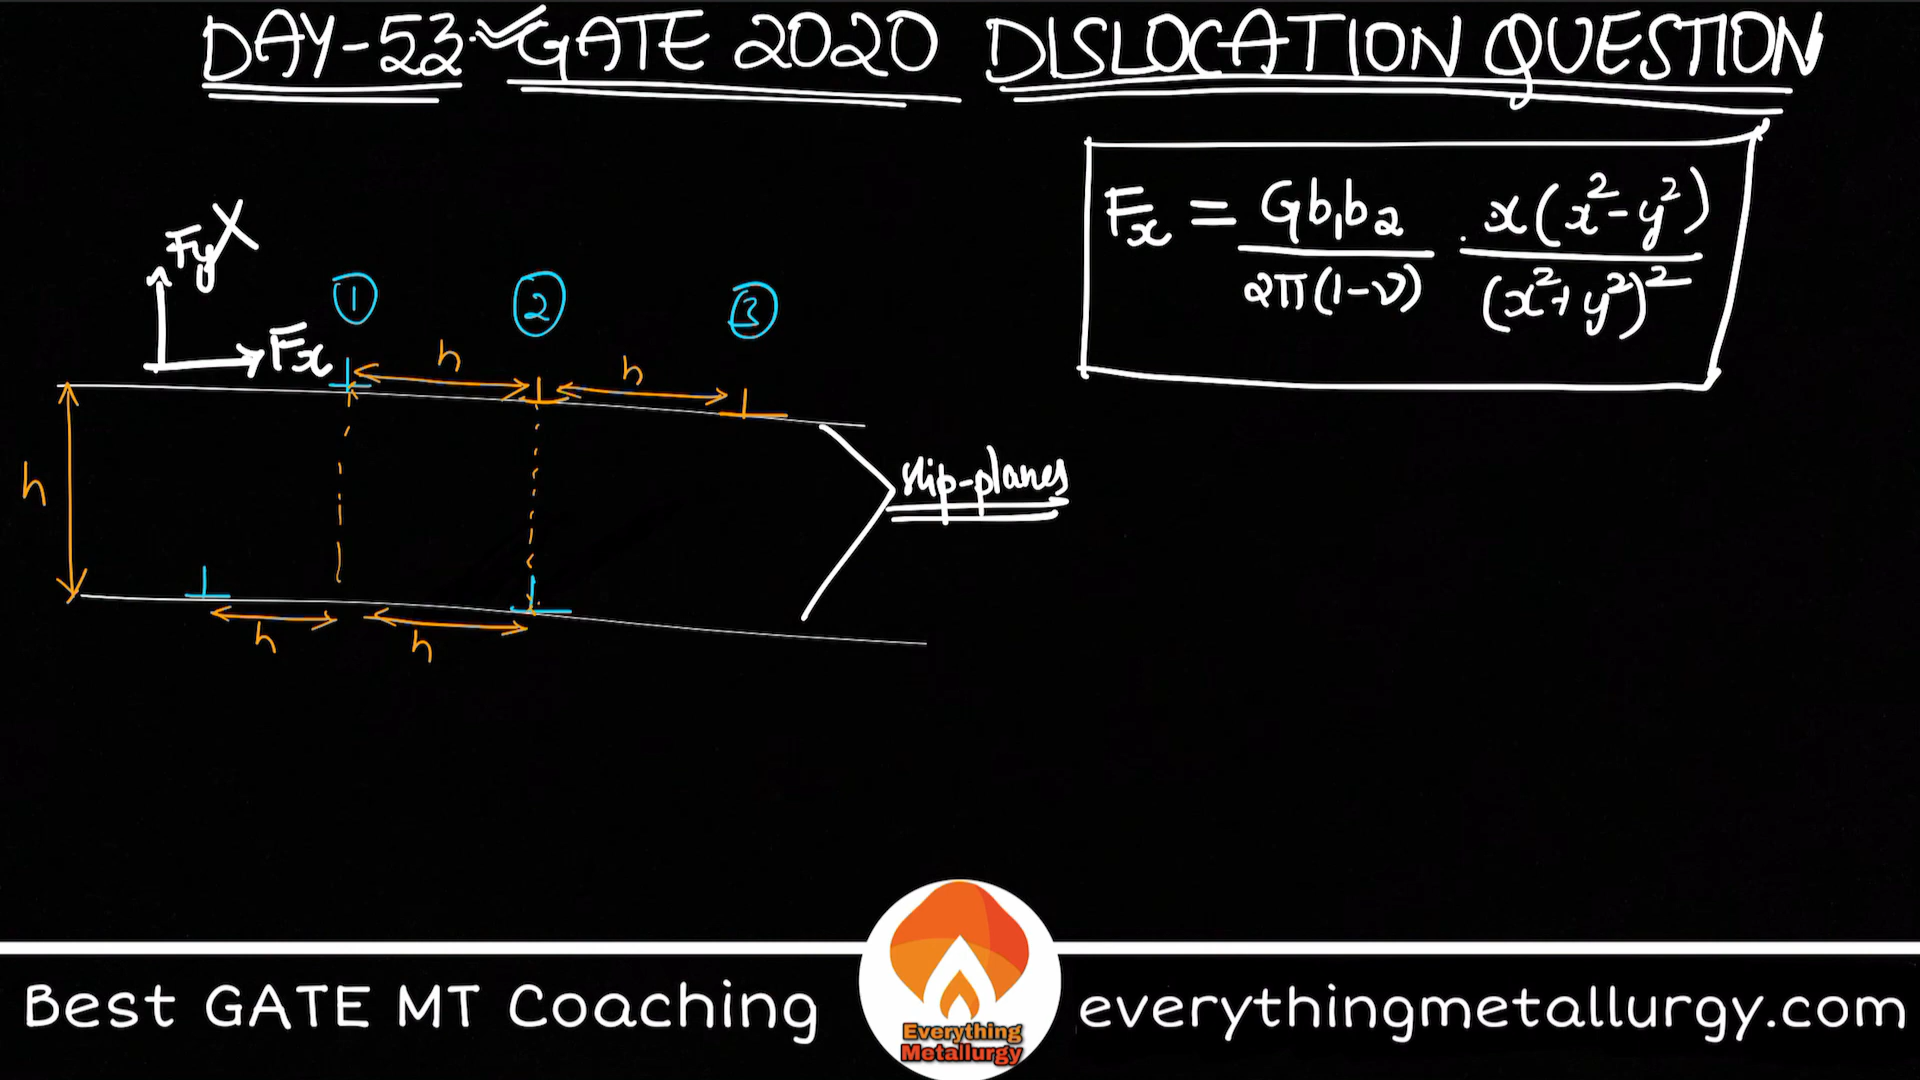 DAY-53 GATE 2020 DISLOCATION QUESTION
Fx = Gb₁b₂ / 2π(1-ν) · x(x²-y²) / (x²+y²)²
Fy X
1 2 3
Fx
h h
h
slip-planes
h h
Best GATE MT Coaching
Everything
Metallurgy
everythingmetallurgy.com